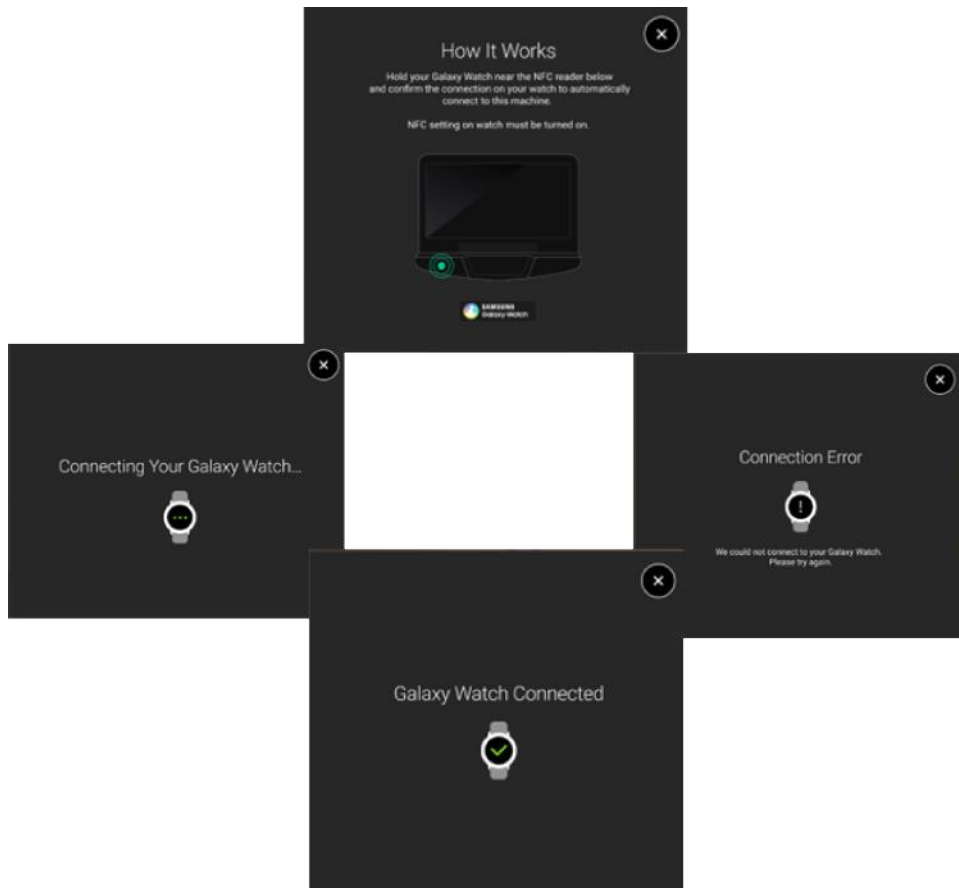 How It Works
Hold your Galaxy Watch near the NFC reader below
and confirm the connection on your watch to automatically
connect to this machine.
NFC setting on watch must be turned on.
SAMSUNG
Galaxy Watch
Connecting Your Galaxy Watch...
Connection Error
We could not connect to your Galaxy Watch.
Please try again.
Galaxy Watch Connected